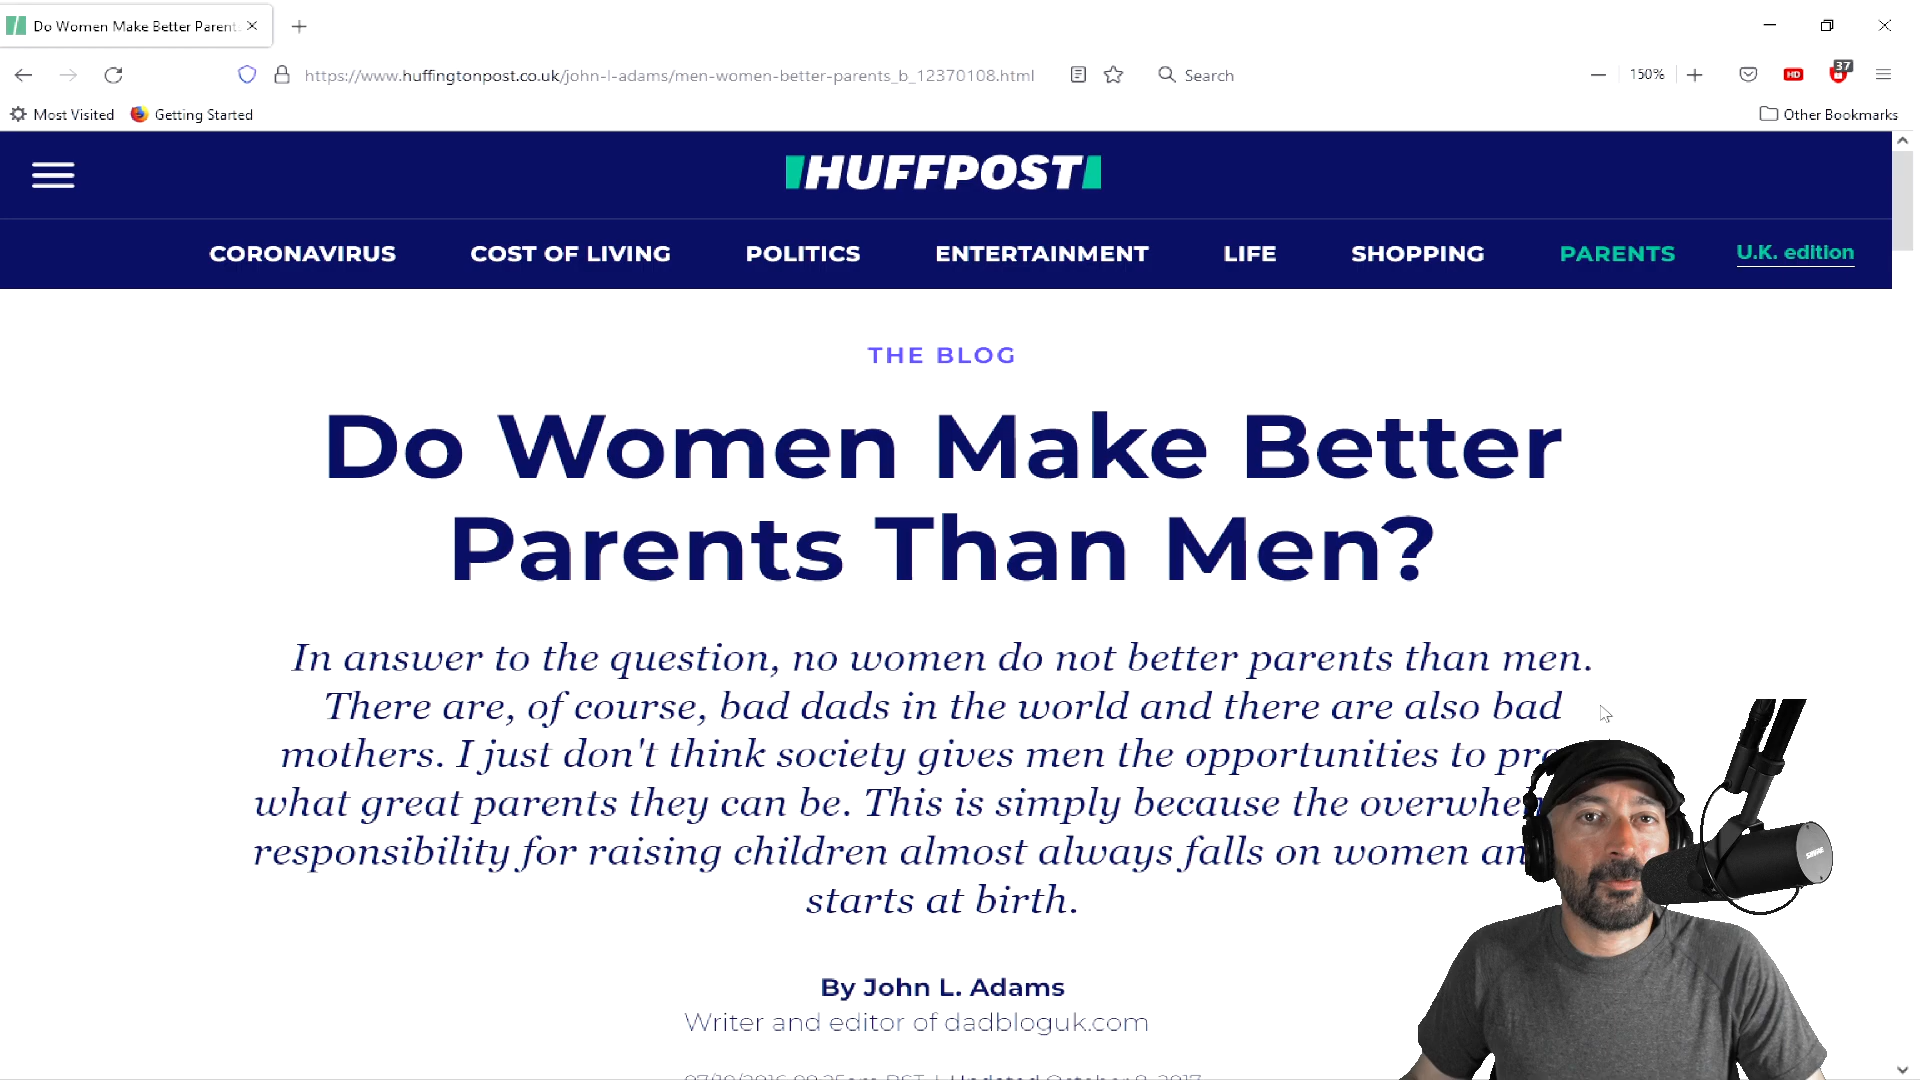 Do Women Make Better Parent
https://www.huffingtonpost.co.uk/john-l-adams/men-women-better-parents_b_12370108.html
Search
150%
HD
37
Most Visited
Getting Started
Other Bookmarks
HUFFPOST
CORONAVIRUS COST OF LIVING POLITICS ENTERTAINMENT LIFE SHOPPING PARENTS U.K. edition
THE BLOG
Do Women Make Better
Parents Than Men?
In answer to the question, no women do not better parents than men.
There are, of course, bad dads in the world and there are also bad
mothers. I just don't think society gives men the opportunities to
what great parents they can be. This is simply because the
responsibility for raising children almost always falls on women
starts at birth.
By John L. Adams
Writer and editor of dadbloguk.com
Updated
SHURE